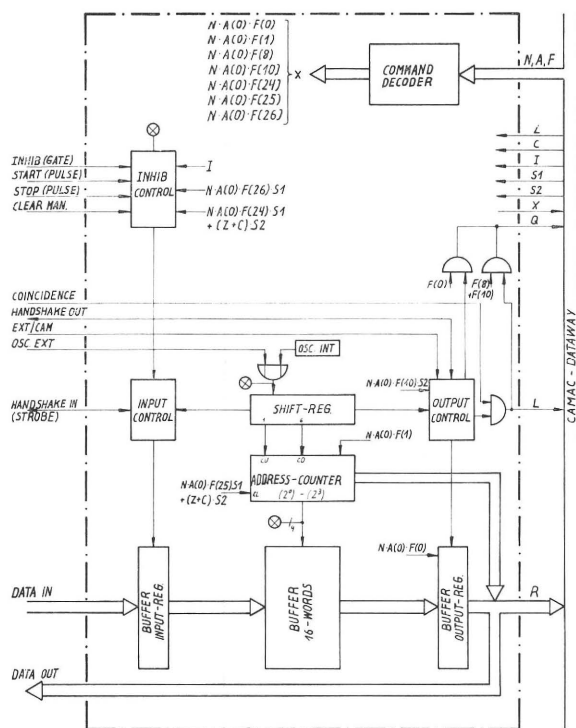 N·A(0)·F(0)
N·A(0)·F(1)
N·A(0)·F(8)
N·A(0)·F(10)
N·A(0)·F(24)
N·A(0)·F(25)
N·A(0)·F(26)
X
COMMAND
DECODER
N, A, F
Z
C
I
S1
S2
X
Q
INHIB (GATE)
START (PULSE)
STOP (PULSE)
CLEAR MAN.
INHIB
CONTROL
I
N·A(0)·F(26)·S1
N·A(0)·F(24)·S1
+ (Z+C)·S2
F(0)
F(8)
+F(10)
COINCIDENCE
HANDSHAKE OUT
EXT/CAM
OSC EXT
OSC INT
HANDSHAKE IN
(STROBE)
INPUT
CONTROL
SHIFT-REG.
N·A(0)·F(10)·S2
OUTPUT
CONTROL
L
CAMAC - DATAWAY
N·A(0)·F(1)
CU
CD
ADDRESS-COUNTER
CL
(2⁰) - (2³)
N·A(0)·F(25)S1
+(Z+C)·S2
4
N·A(0)·F(0)
DATA IN
BUFFER
INPUT-REG.
BUFFER
16-WORDS
BUFFER
OUTPUT-REG.
R
DATA OUT